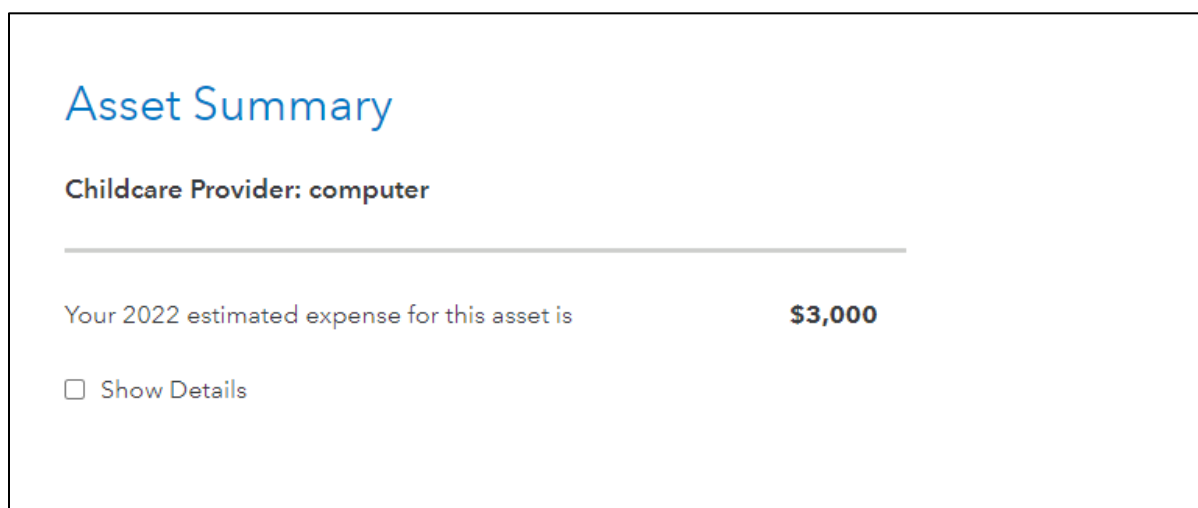 Asset Summary
Childcare Provider: computer
Your 2022 estimated expense for this asset is $3,000
Show Details